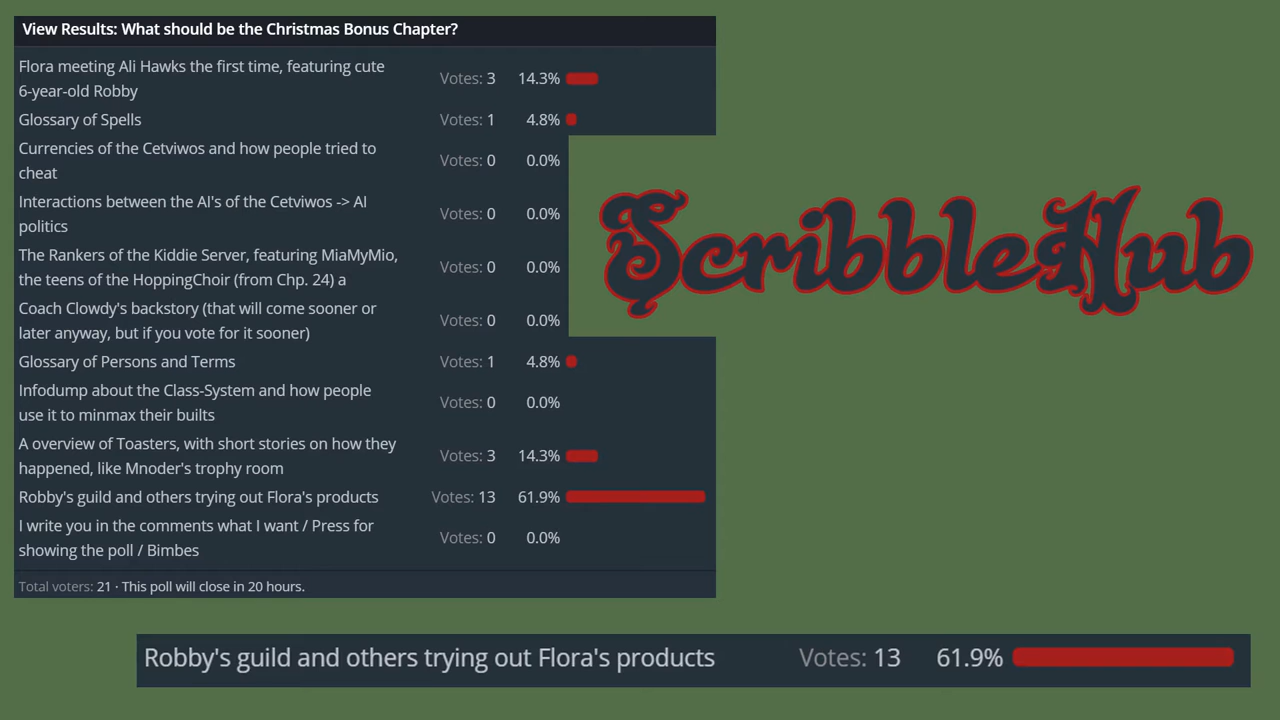 View Results: What should be the Christmas Bonus Chapter?
Flora meeting Ali Hawks the first time, featuring cute
6-year-old Robby
Votes: 3 14.3%
Glossary of Spells Votes: 1 4.8%
Currencies of the Cetviwos and how people tried to
cheat
Votes: 0 0.0%
Interactions between the AI's of the Cetviwos -> AI
politics
Votes: 0 0.0%
The Rankers of the Kiddie Server, featuring MiaMyMio,
the teens of the HoppingChoir (from Chp. 24) a
Votes: 0 0.0%
Coach Clowdy's backstory (that will come sooner or
later anyway, but if you vote for it sooner)
Votes: 0 0.0%
Glossary of Persons and Terms Votes: 1 4.8%
Infodump about the Class-System and how people
use it to minmax their builts
Votes: 0 0.0%
A overview of Toasters, with short stories on how they
happened, like Mnoder's trophy room
Votes: 3 14.3%
Robby's guild and others trying out Flora's products Votes: 13 61.9%
I write you in the comments what I want / Press for
showing the poll / Bimbes
Votes: 0 0.0%
Total voters: 21 · This poll will close in 20 hours.
ScribbleHub
Robby's guild and others trying out Flora's products Votes: 13 61.9%